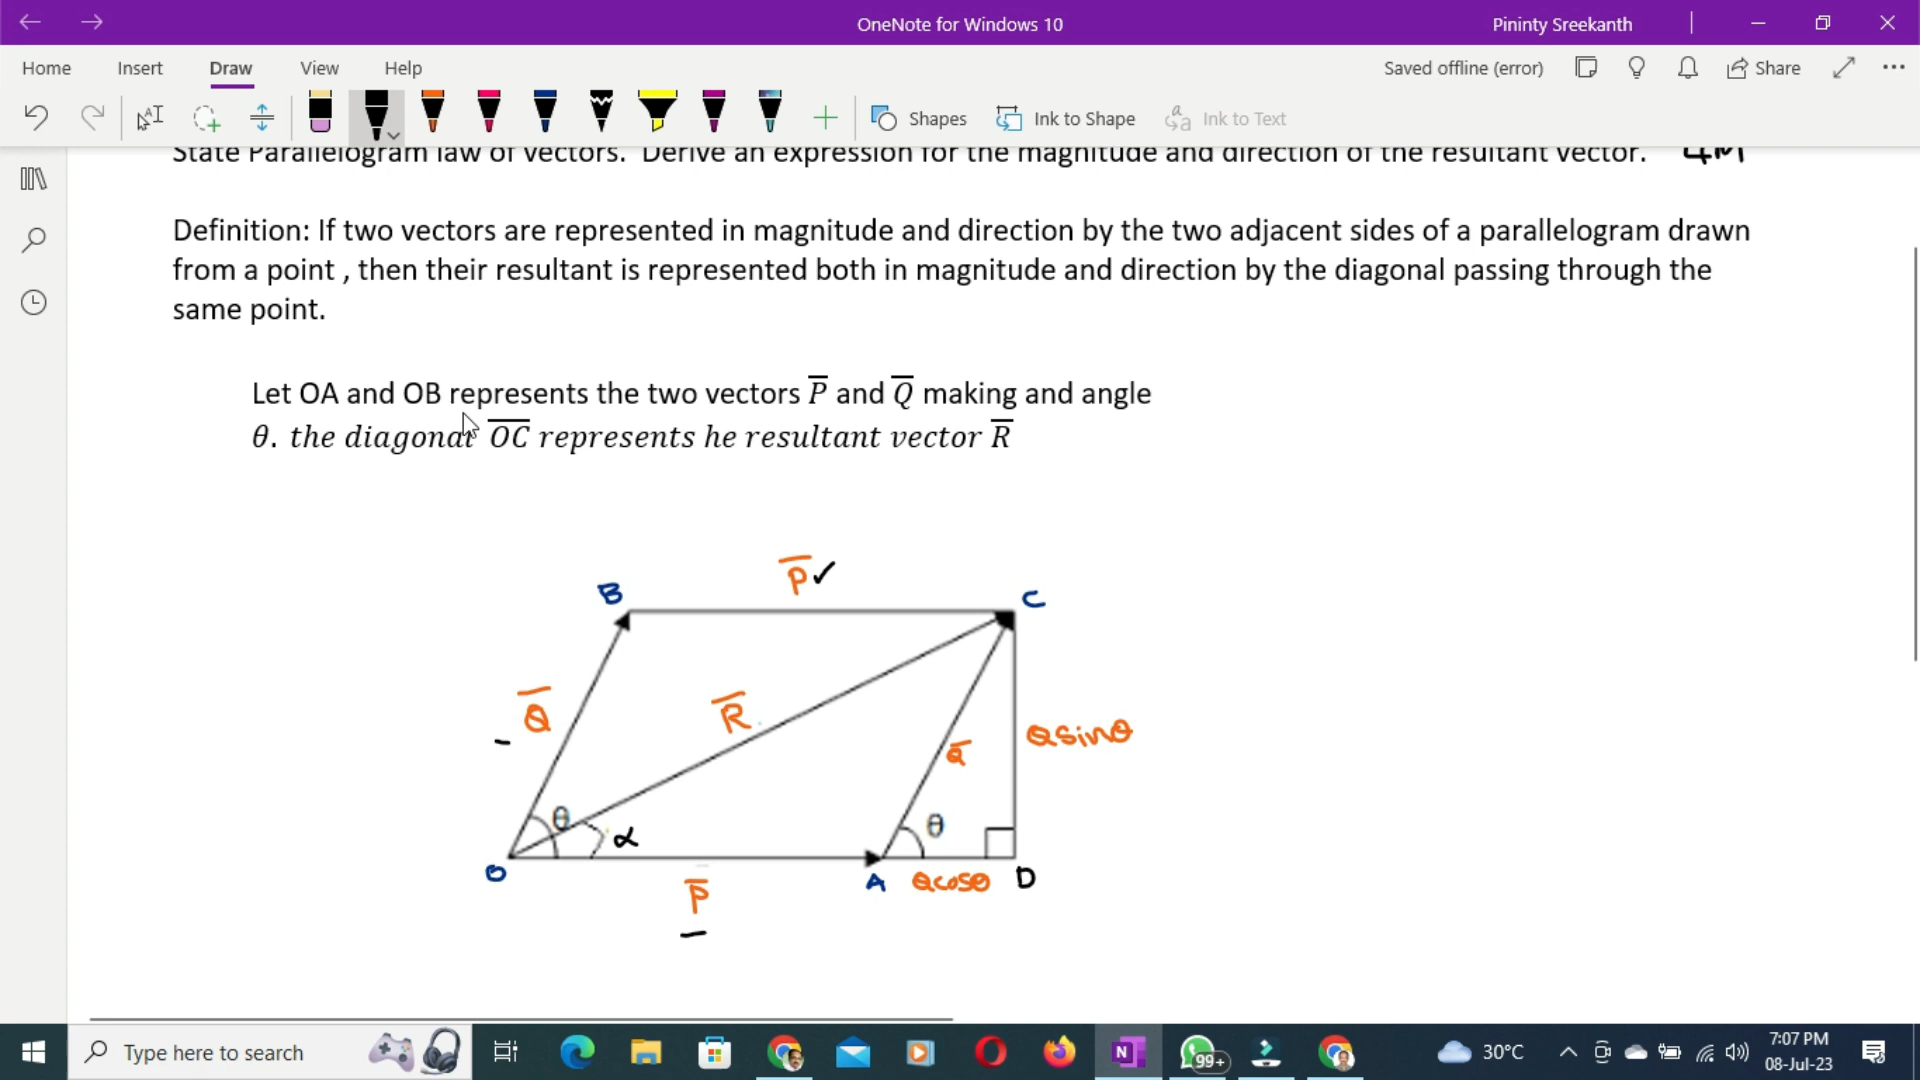 OneNote for Windows 10
Pininty Sreekanth
Home Insert Draw View Help
Saved offline (error)
Share
Shapes
Ink to Shape
Ink to Text
State Parallelogram law of vectors. Derive an expression for the magnitude and direction of the resultant vector. 4M
Definition: If two vectors are represented in magnitude and direction by the two adjacent sides of a parallelogram drawn
from a point , then their resultant is represented both in magnitude and direction by the diagonal passing through the
same point.
Let OA and OB represents the two vectors P̅ and Q̅ making and angle
θ. the diagonal O̅C̅ represents he resultant vector R̅
P̅✓
B
C
Q̅
R̅
Q̅
Qsinθ
θ
α
θ
O
P̅
A
Qcosθ
D
Type here to search
99+
30°C
7:07 PM
08-Jul-23